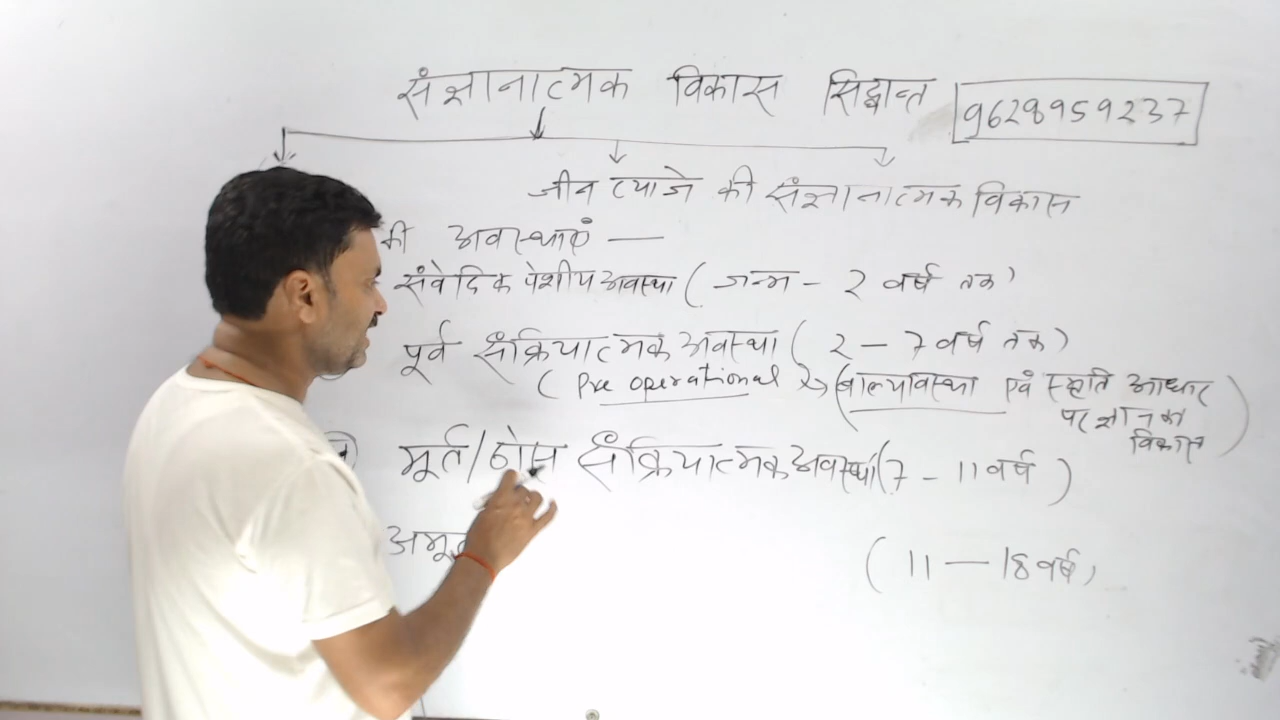 संज्ञानात्मक विकास सिद्धान्त 9628959237
जीन प्याजे की संज्ञानात्मक विकास
की अवस्थाएं —
संवेदिक पेशीय अवस्था ( जन्म - 2 वर्ष तक )
पूर्व संक्रियात्मक अवस्था ( 2 - 7 वर्ष तक )
( Pre operational ) (बाल्यावस्था एवं स्मृति आधार
पर ज्ञान का
विकास )
मूर्त / ठोस संक्रियात्मक अवस्था (7 - 11 वर्ष )
( 11 — 18 वर्ष )